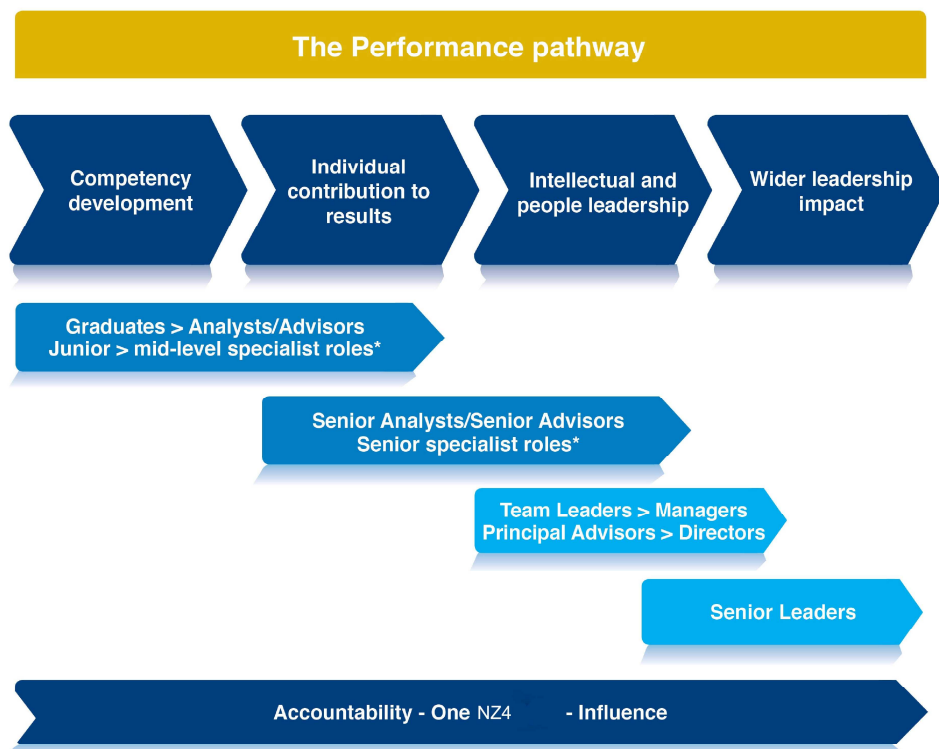 The Performance pathway
Competency
development
Individual
contribution to
results
Intellectual and
people leadership
Wider leadership
impact
Graduates > Analysts/Advisors
Junior > mid-level specialist roles*
Senior Analysts/Senior Advisors
Senior specialist roles*
Team Leaders > Managers
Principal Advisors > Directors
Senior Leaders
Accountability - One NZ4 - Influence